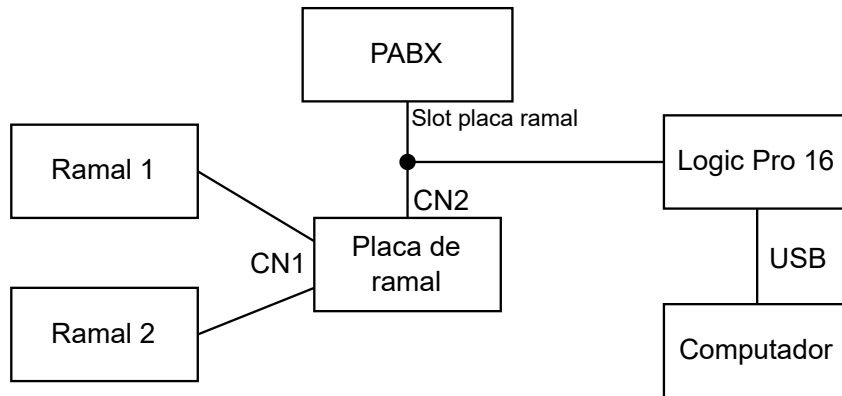 PABX
Slot placa ramal
Ramal 1
Logic Pro 16
CN2
Placa de
ramal
CN1
USB
Ramal 2
Computador